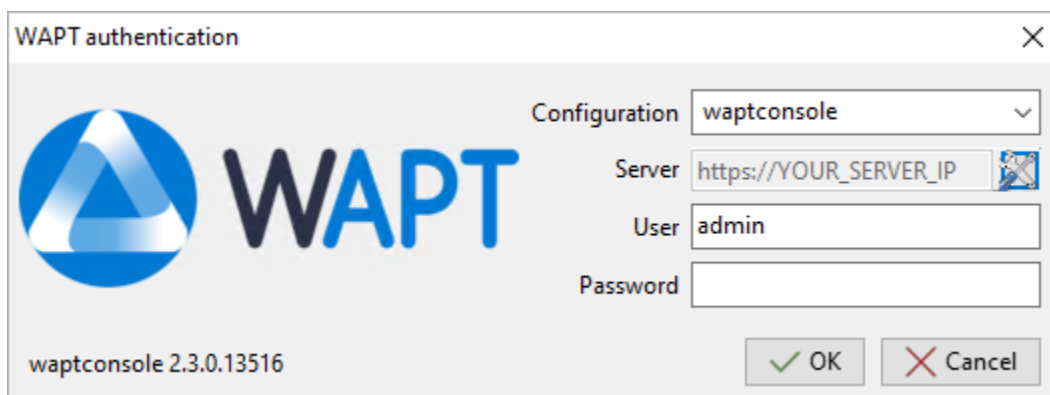 WAPT authentication
WAPT
Configuration waptconsole
Server https://YOUR_SERVER_IP
User admin
Password
waptconsole 2.3.0.13516
OK Cancel